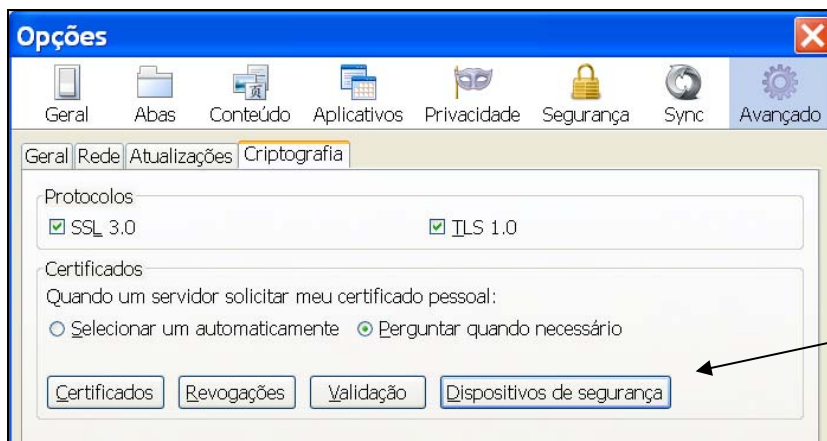 Opções
Geral Abas Conteúdo Aplicativos Privacidade Segurança Sync Avançado
Geral Rede Atualizações Criptografia
Protocolos
SSL 3.0 TLS 1.0
Certificados
Quando um servidor solicitar meu certificado pessoal:
Selecionar um automaticamente Perguntar quando necessário
Certificados Revogações Validação Dispositivos de segurança